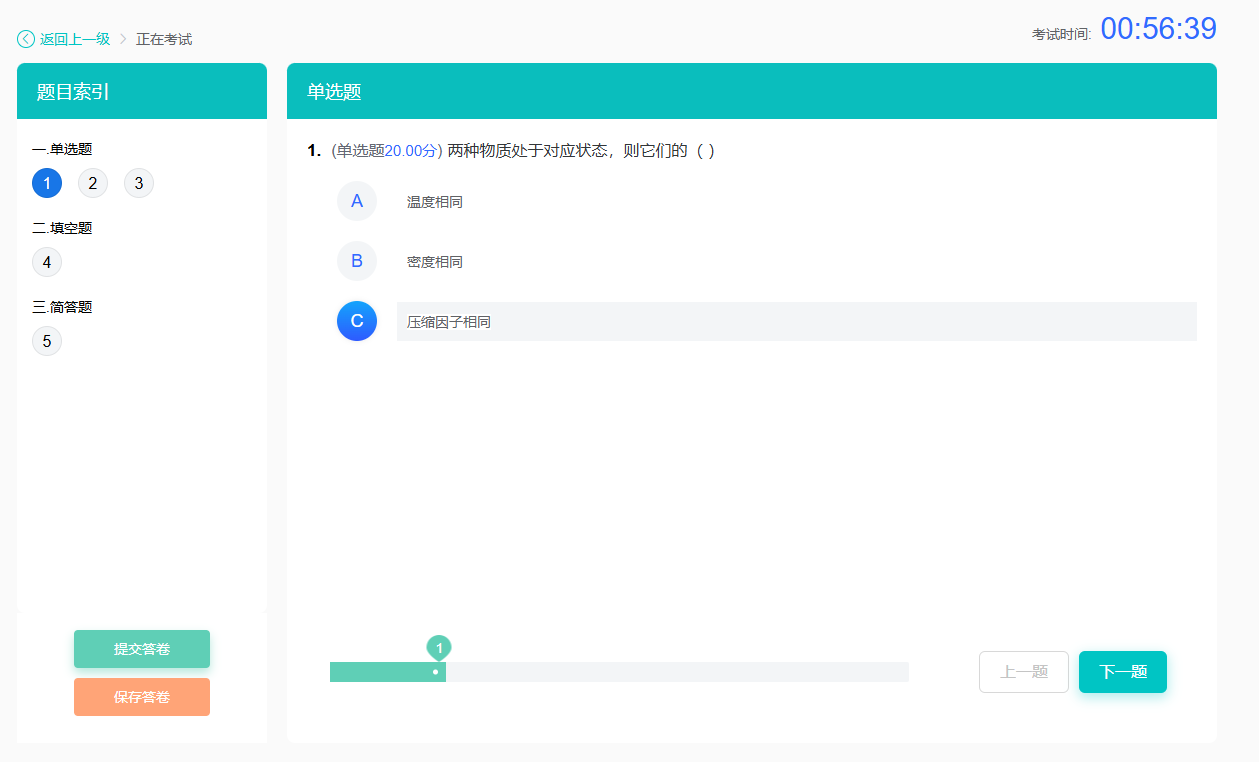 返回上一级 > 正在考试
考试时间: 00:56:39
题目索引
一.单选题
1 2 3
二.填空题
4
三.简答题
5
提交答卷
保存答卷
单选题
1. (单选题20.00分) 两种物质处于对应状态，则它们的（ ）
A 温度相同
B 密度相同
C 压缩因子相同
1
上一题 下一题